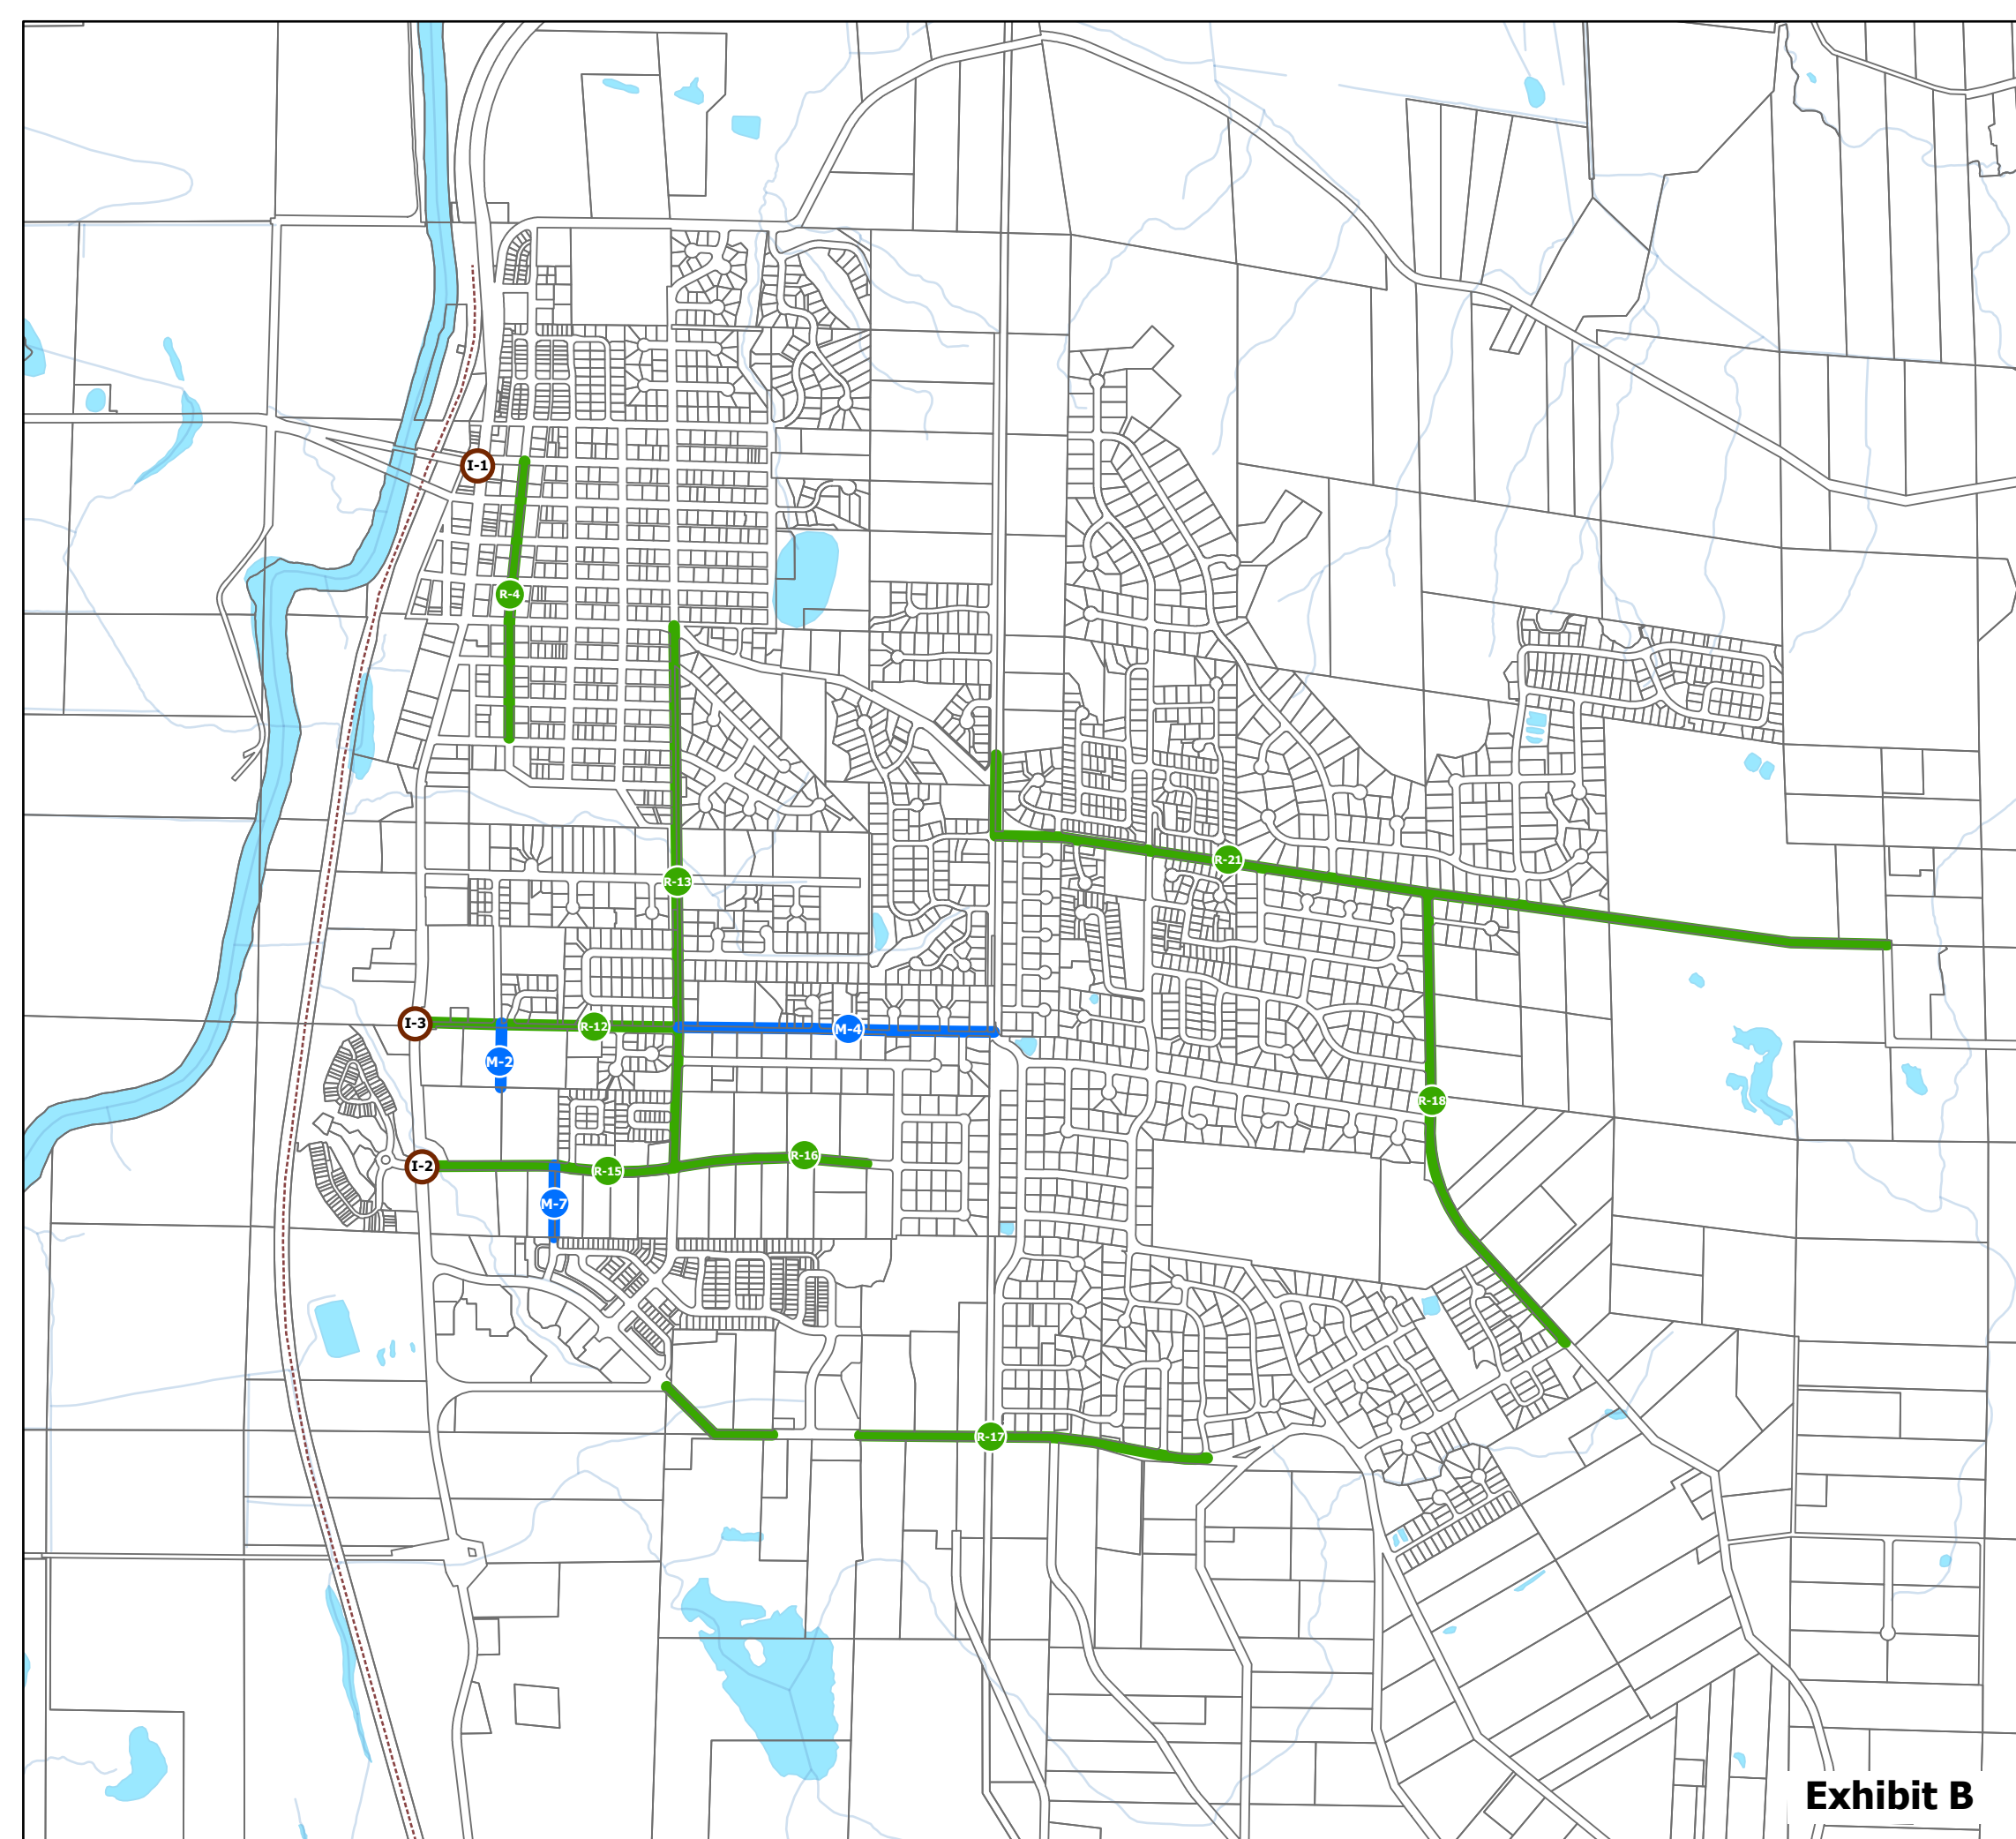 I-1
R-4
R-21
R-13
I-3
R-12
M-4
M-2
R-18
R-16
I-2
R-15
M-7
R-17
Exhibit B